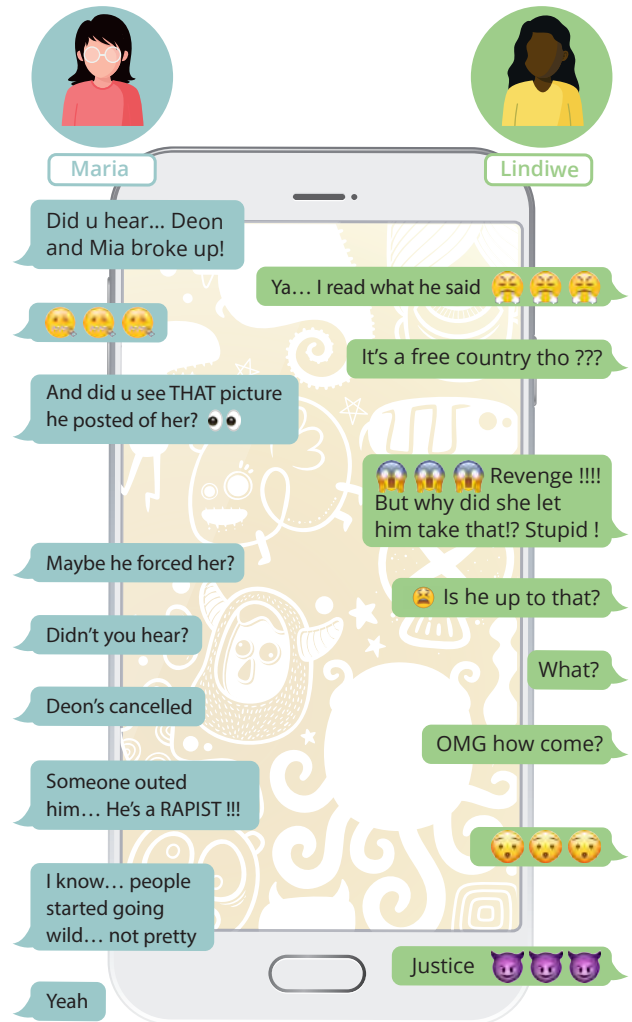 Maria
Lindiwe
Did u hear... Deon
and Mia broke up!
Ya… I read what he said 😤 😤 😤
🤐 🤐 🤐
It’s a free country tho ???
And did u see THAT picture
he posted of her? 👀
😱 😱 😱 Revenge !!!!
But why did she let
him take that!? Stupid !
Maybe he forced her?
😫 Is he up to that?
Didn’t you hear?
What?
Deon’s cancelled
OMG how come?
Someone outed
him… He’s a RAPIST !!!
😯 😯 😯
I know… people
started going
wild… not pretty
Justice 😈 😈 😈
Yeah